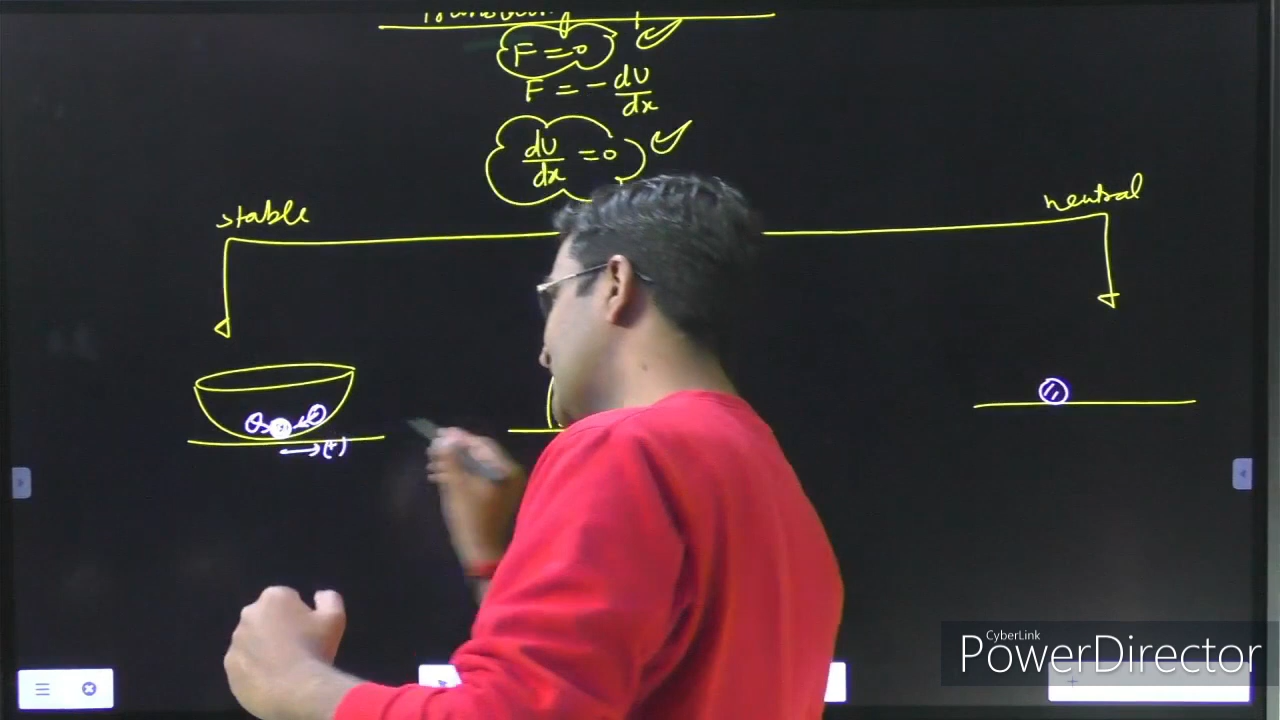 F = 0
F = - dU/dx
dU/dx = 0
stable
neutral
(+)
CyberLink
PowerDirector